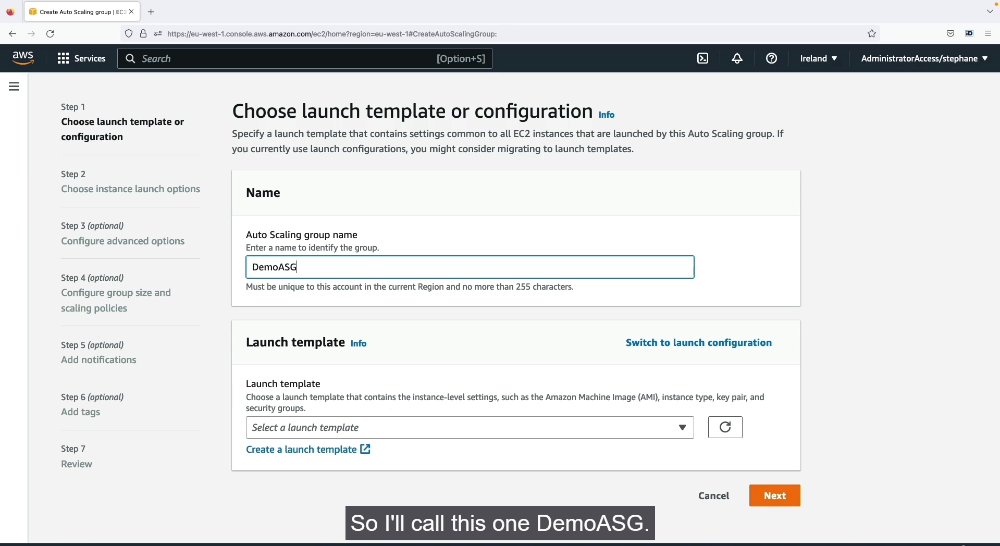 Create Auto Scaling group | EC2
https://eu-west-1.console.aws.amazon.com/ec2/home?region=eu-west-1#CreateAutoScalingGroup:
iD
aws
Services
Search
[Option+S]
Ireland
AdministratorAccess/stephane
Step 1
Choose launch template or
configuration
Step 2
Choose instance launch options
Step 3 (optional)
Configure advanced options
Step 4 (optional)
Configure group size and
scaling policies
Step 5 (optional)
Add notifications
Step 6 (optional)
Add tags
Step 7
Review
Choose launch template or configuration Info
Specify a launch template that contains settings common to all EC2 instances that are launched by this Auto Scaling group. If
you currently use launch configurations, you might consider migrating to launch templates.
Name
Auto Scaling group name
Enter a name to identify the group.
DemoASG
Must be unique to this account in the current Region and no more than 255 characters.
Launch template Info
Switch to launch configuration
Launch template
Choose a launch template that contains the instance-level settings, such as the Amazon Machine Image (AMI), instance type, key pair, and
security groups.
Select a launch template
Create a launch template
Cancel
Next
So I'll call this one DemoASG.